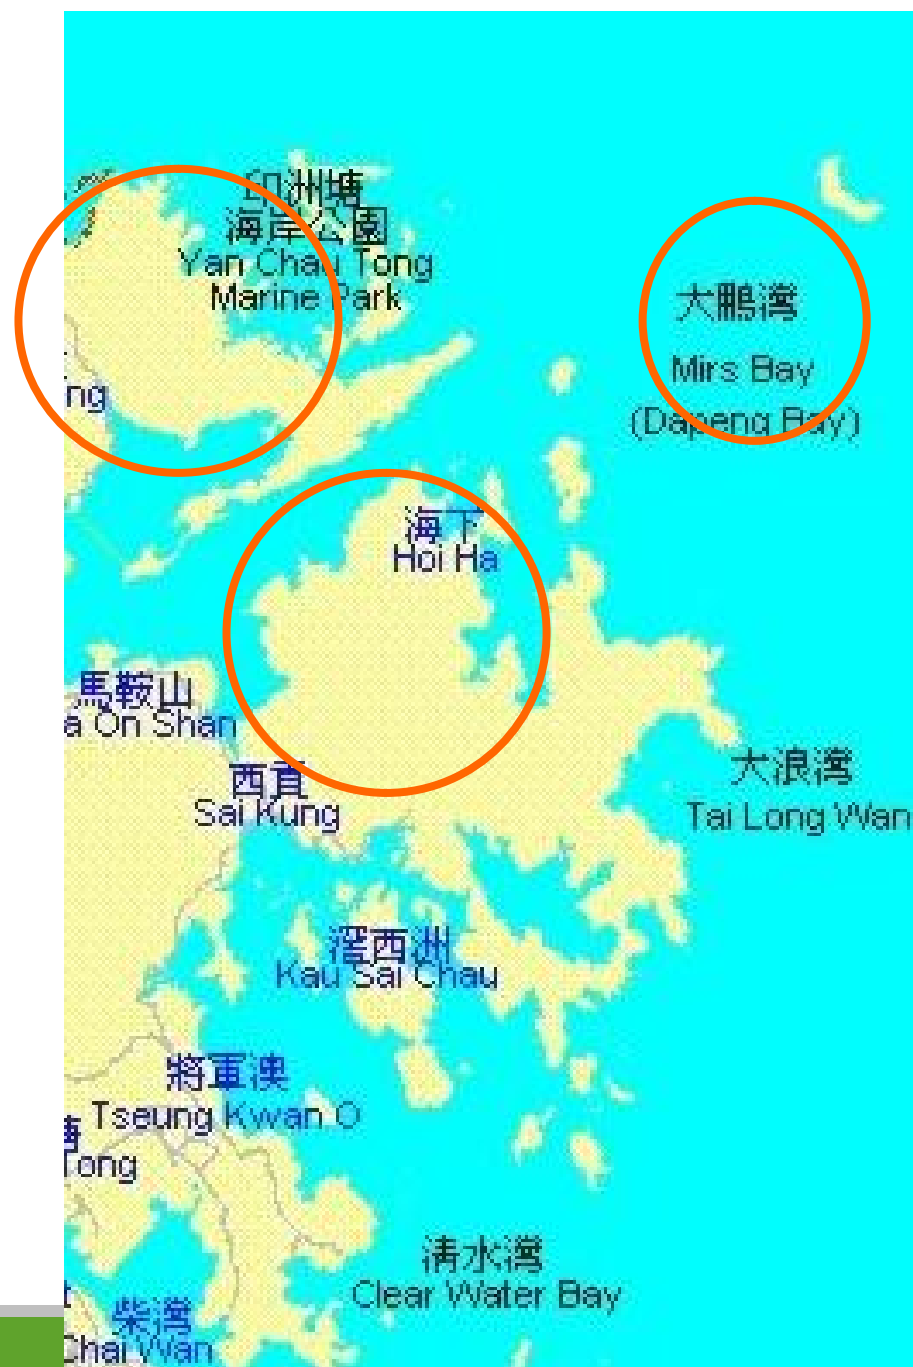 印洲塘
海岸公園
Yan Chau Tong
Marine Park
大鵬灣
Mirs Bay
(Dapeng Bay)
ng
海下
Hoi Ha
馬鞍山
a On Shan
西貢
Sai Kung
大浪灣
Tai Long Wan
滘西洲
Kau Sai Chau
將軍澳
Tseung Kwan O
塘
Tong
清水灣
Clear Water Bay
t
柴灣
Chai Wan